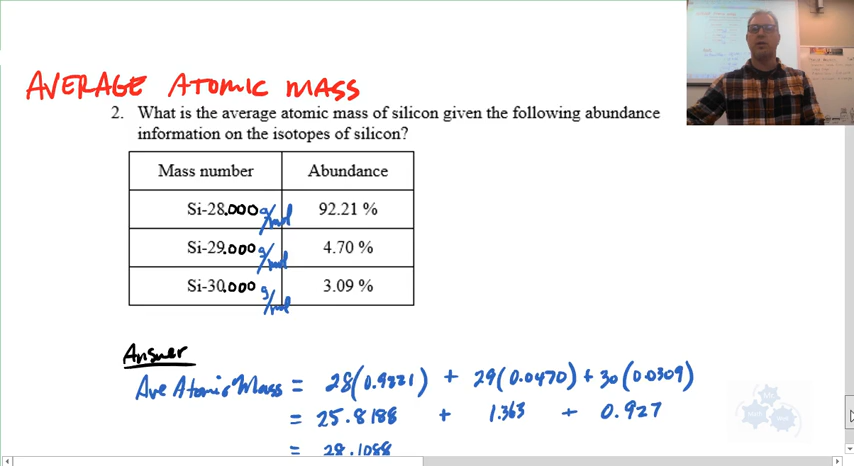 AVERAGE ATOMIC MASS
2. What is the average atomic mass of silicon given the following abundance
information on the isotopes of silicon?
Mass number Abundance
Si-28.000 g/mol 92.21 %
Si-29.000 g/mol 4.70 %
Si-30.000 g/mol 3.09 %
Answer
Ave Atomic Mass = 28(0.9221) + 29(0.0470) + 30(0.0309)
= 25.8188 + 1.363 + 0.927
= 28.1088